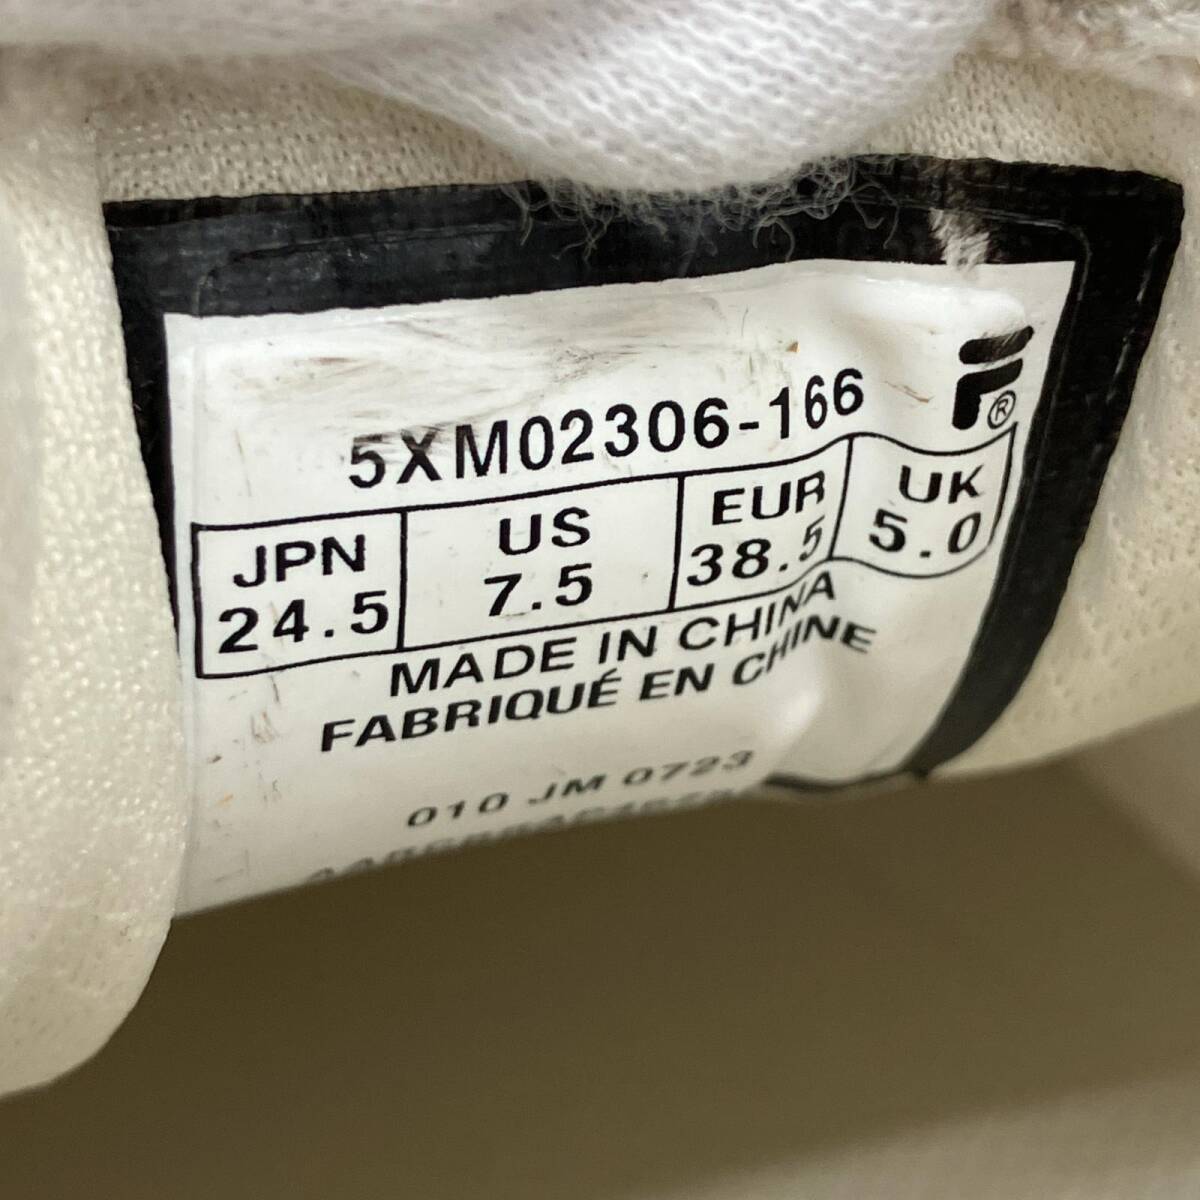 5XM02306-166
JPN US EUR UK
24.5 7.5 38.5 5.0
MADE IN CHINA
FABRIQUÉ EN CHINE
010 JM 0723